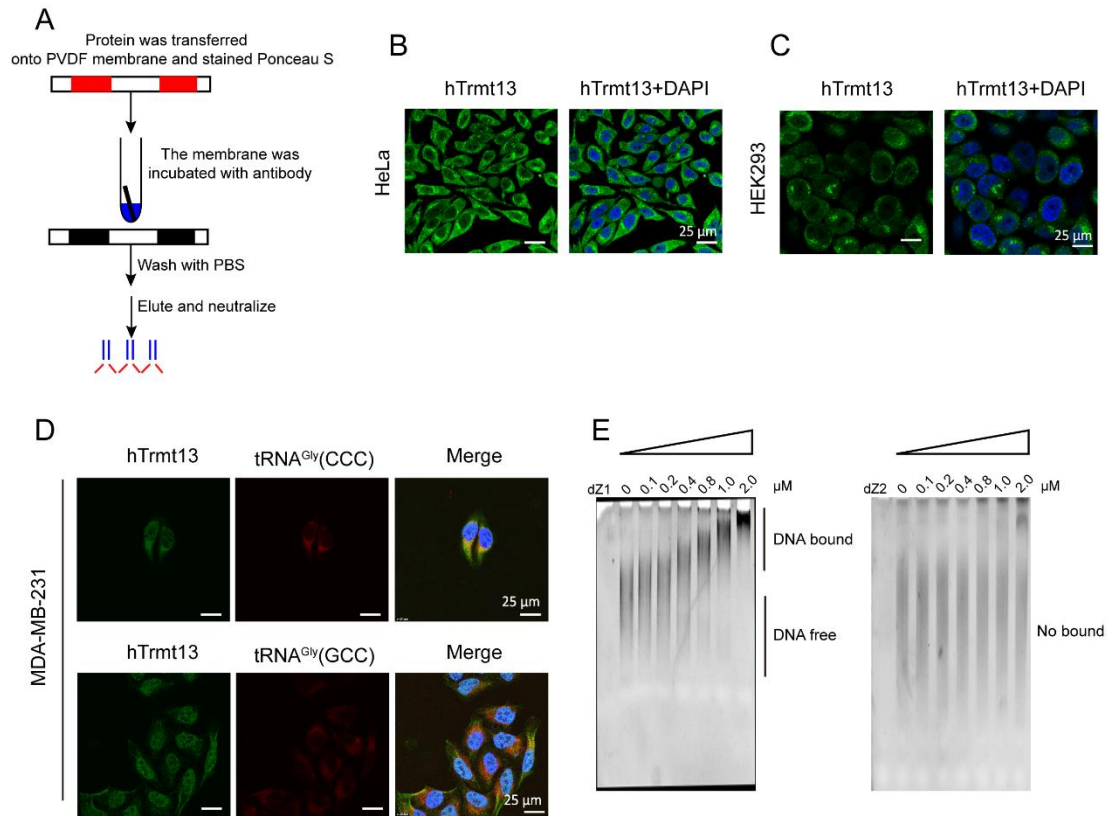 A
Protein was transferred
onto PVDF membrane and stained Ponceau S
The membrane was
incubated with antibody
Wash with PBS
Elute and neutralize
B
hTrmt13
hTrmt13+DAPI
HeLa
25 µm
C
hTrmt13
hTrmt13+DAPI
HEK293
25 µm
D
MDA-MB-231
hTrmt13
tRNAGly(CCC)
Merge
25 µm
hTrmt13
tRNAGly(GCC)
Merge
25 µm
E
dZ1 0 0.1 0.2 0.4 0.8 1.0 2.0 µM
DNA bound
DNA free
dZ2 0 0.1 0.2 0.4 0.8 1.0 2.0 µM
No bound